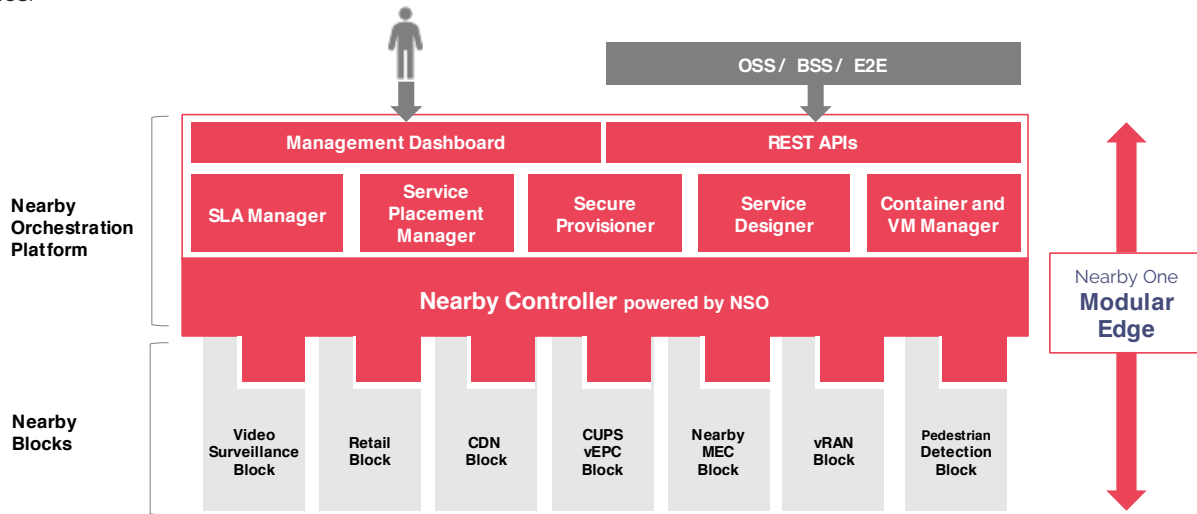 OSS / BSS / E2E
Management Dashboard
REST APIs
Nearby
Orchestration
Platform
SLA Manager
Service
Placement
Manager
Secure
Provisioner
Service
Designer
Container and
VM Manager
Nearby Controller powered by NSO
Nearby One
Modular
Edge
Nearby
Blocks
Video
Surveillance
Block
Retail
Block
CDN
Block
CUPS
vEPC
Block
Nearby
MEC
Block
vRAN
Block
Pedestrian
Detection
Block